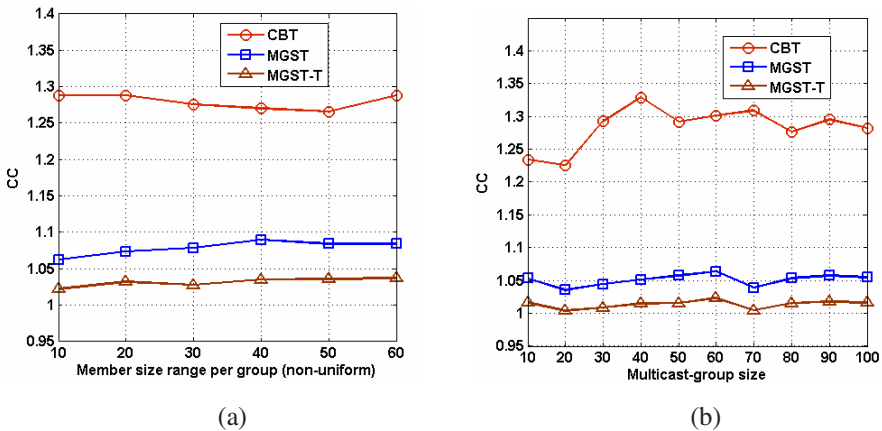 1.4
1.35
1.3
1.25
1.2
1.15
1.1
1.05
1
0.95
CC
10 20 30 40 50 60
Member size range per group (non-uniform)
CBT
MGST
MGST-T
(a)
1.4
1.35
1.3
1.25
1.2
1.15
1.1
1.05
1
0.95
CC
10 20 30 40 50 60 70 80 90 100
Multicast-group size
CBT
MGST
MGST-T
(b)